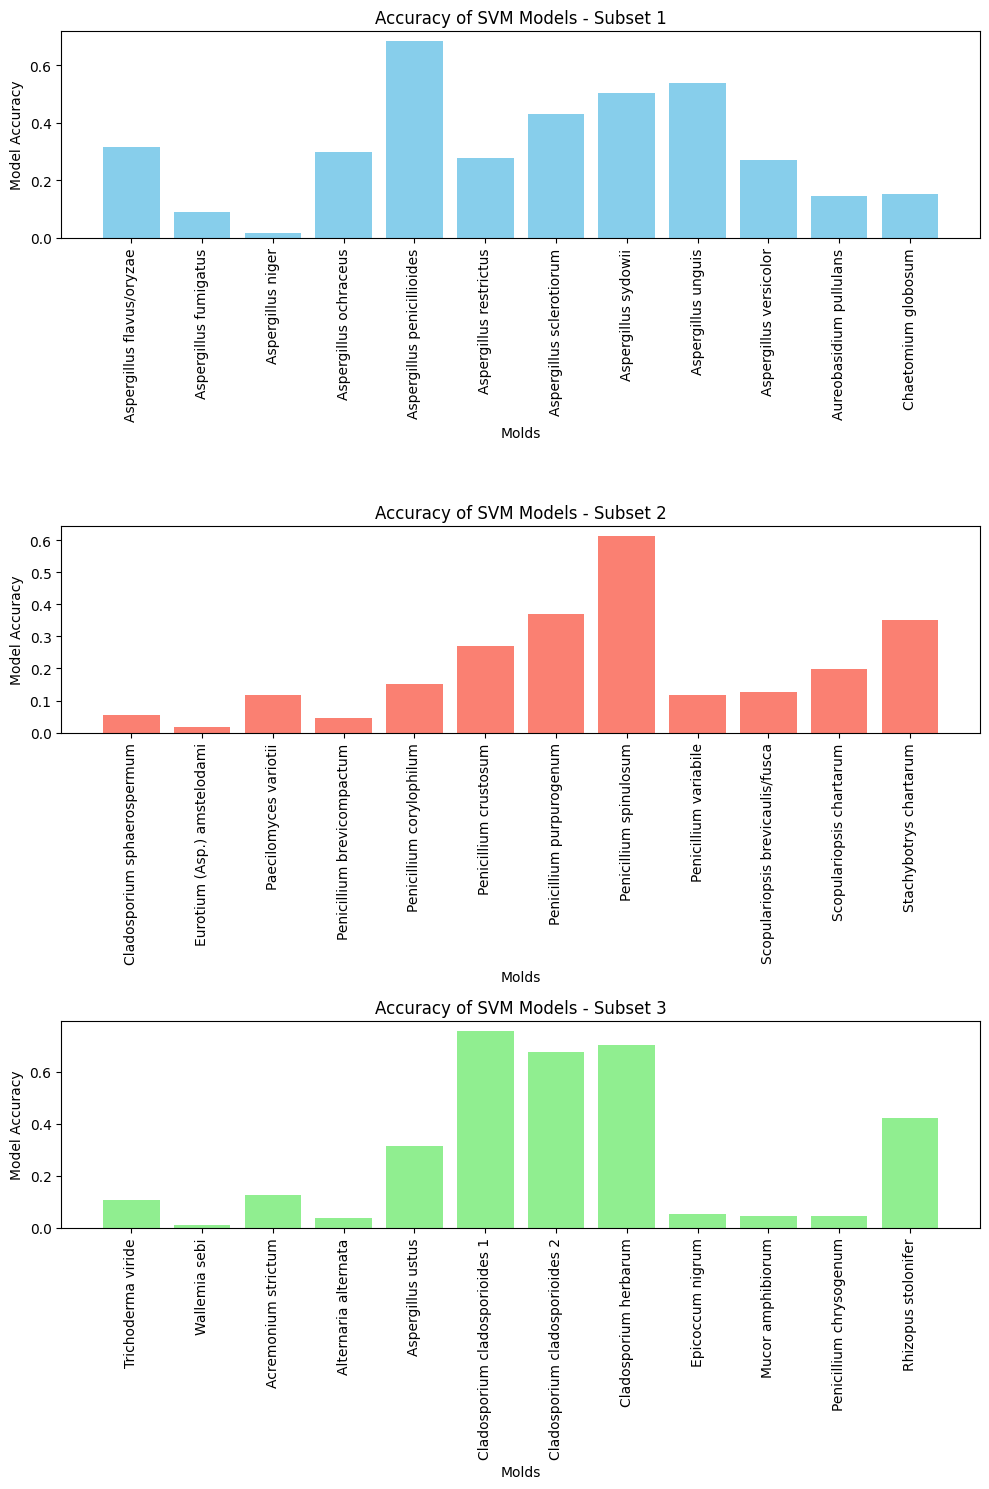 Accuracy of SVM Models - Subset 1
Model Accuracy
0.6
0.4
0.2
0.0
Aspergillus flavus/oryzae
Aspergillus fumigatus
Aspergillus niger
Aspergillus ochraceus
Aspergillus penicillioides
Aspergillus restrictus
Aspergillus sclerotiorum
Aspergillus sydowii
Aspergillus unguis
Aspergillus versicolor
Aureobasidium pullulans
Chaetomium globosum
Molds
Accuracy of SVM Models - Subset 2
Model Accuracy
0.6
0.5
0.4
0.3
0.2
0.1
0.0
Cladosporium sphaerospermum
Eurotium (Asp.) amstelodami
Paecilomyces variotii
Penicillium brevicompactum
Penicillium corylophilum
Penicillium crustosum
Penicillium purpurogenum
Penicillium spinulosum
Penicillium variabile
Scopulariopsis brevicaulis/fusca
Scopulariopsis chartarum
Stachybotrys chartarum
Molds
Accuracy of SVM Models - Subset 3
Model Accuracy
0.6
0.4
0.2
0.0
Trichoderma viride
Wallemia sebi
Acremonium strictum
Alternaria alternata
Aspergillus ustus
Cladosporium cladosporioides 1
Cladosporium cladosporioides 2
Cladosporium herbarum
Epicoccum nigrum
Mucor amphibiorum
Penicillium chrysogenum
Rhizopus stolonifer
Molds